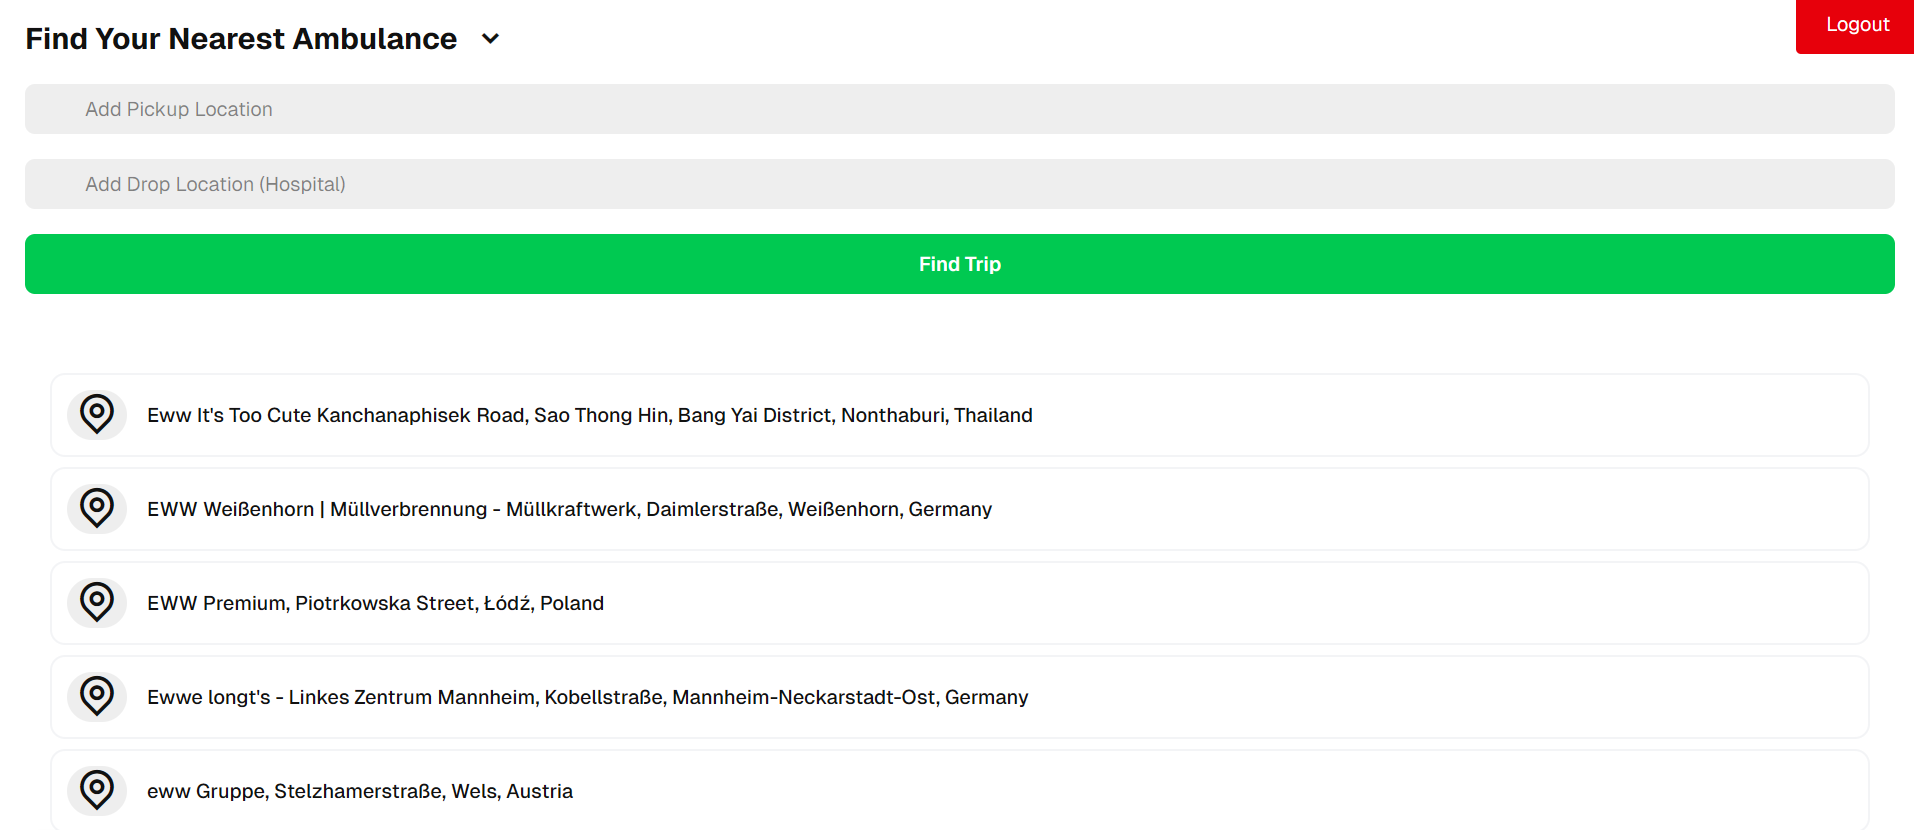 Find Your Nearest Ambulance
Logout
Add Pickup Location
Add Drop Location (Hospital)
Find Trip
Eww It's Too Cute Kanchanaphisek Road, Sao Thong Hin, Bang Yai District, Nonthaburi, Thailand
EWW Weißenhorn | Müllverbrennung - Müllkraftwerk, Daimlerstraße, Weißenhorn, Germany
EWW Premium, Piotrkowska Street, Łódź, Poland
Ewwe longt's - Linkes Zentrum Mannheim, Kobellstraße, Mannheim-Neckarstadt-Ost, Germany
eww Gruppe, Stelzhamerstraße, Wels, Austria